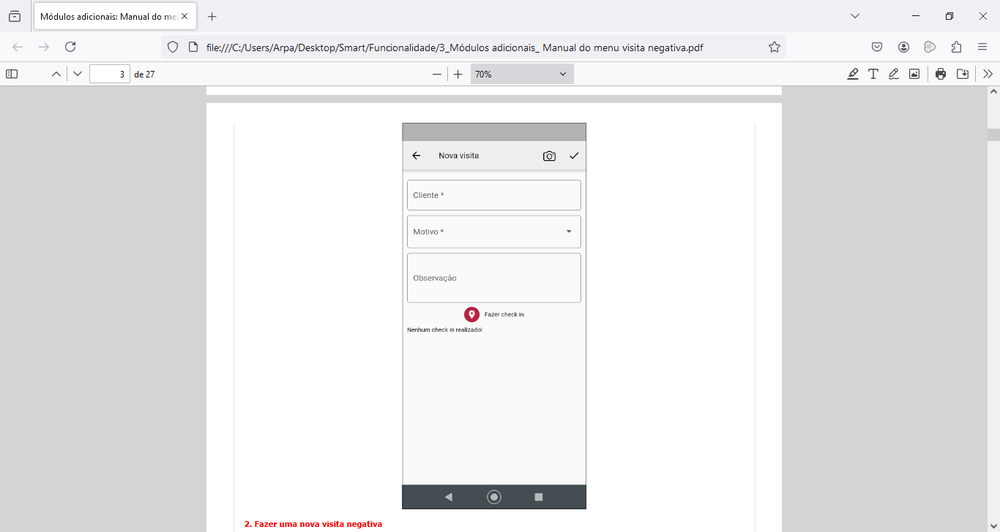 Módulos adicionais: Manual do me
file:///C:/Users/Arpa/Desktop/Smart/Funcionalidade/3_Módulos adicionais_ Manual do menu visita negativa.pdf
3 de 27
70%
Nova visita
Cliente *
Motivo *
Observação
Fazer check in
Nenhum check in realizado!
2. Fazer uma nova visita negativa